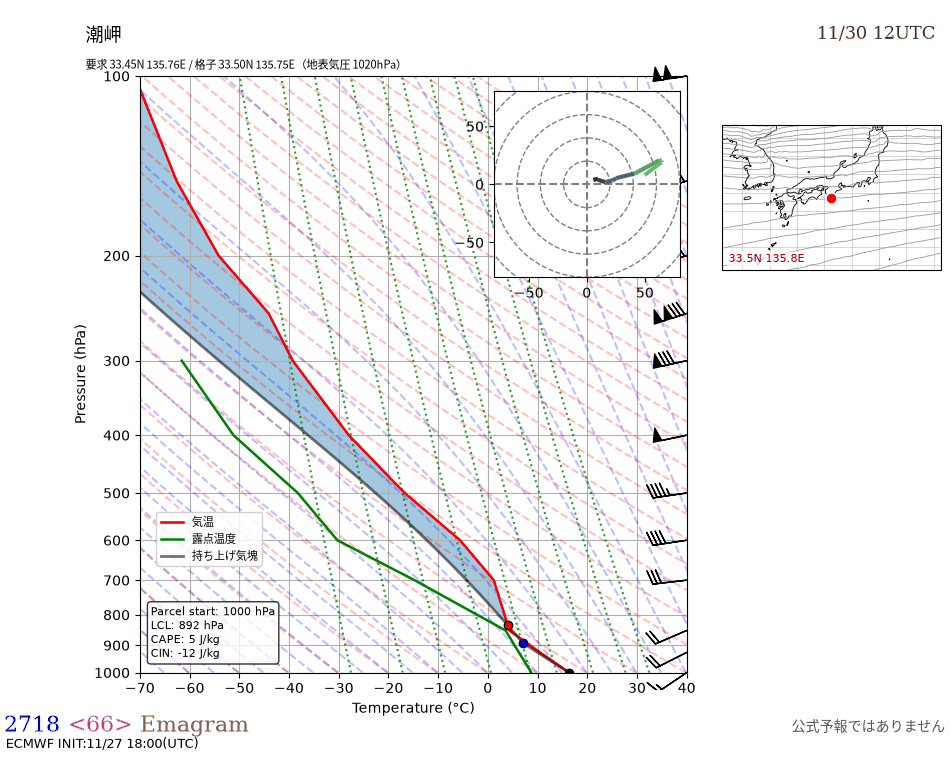 潮岬
11/30 12UTC
要求 33.45N 135.76E / 格子 33.50N 135.75E（地表気圧 1020hPa）
100
200
300
400
500
600
700
800
900
1000
Pressure (hPa)
50
0
−50
−50 0 50
33.5N 135.8E
気温
露点温度
持ち上げ気塊
Parcel start: 1000 hPa
LCL: 892 hPa
CAPE: 5 J/kg
CIN: -12 J/kg
−70 −60 −50 −40 −30 −20 −10 0 10 20 30 40
Temperature (°C)
2718 <66> Emagram
公式予報ではありません
ECMWF INIT:11/27 18:00(UTC)